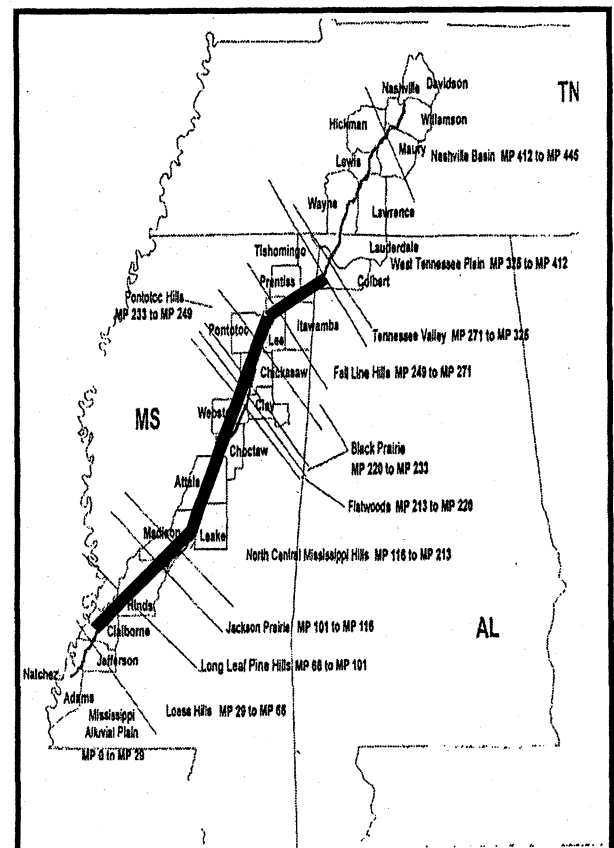 Davidson
Nashville
TN
Hickman
Willamson
Maury
Lewis
Nashville Basin MP 412 to MP 445
Wayne
Lawrence
Lauderdale
Tishomingo
West Tennessee Plain MP 325 to MP 412
Prentiss
Colbert
Pontotoc Hills
MP 233 to MP 249
Itawamba
Pontotoc
Lee
Tennessee Valley MP 271 to MP 325
Chickasaw
Fall Line Hills MP 249 to MP 271
Webst
Clay
MS
Choctaw
Black Prairie
MP 220 to MP 233
Attala
Flatwoods MP 213 to MP 220
Madison
Leake
North Central Mississippi Hills MP 116 to MP 213
Hinds
AL
Claiborne
Jackson Prairie MP 101 to MP 116
Jefferson
Long Leaf Pine Hills MP 66 to MP 101
Natchez
Adams
Loess Hills MP 29 to MP 66
Mississippi
Alluvial Plain
MP 0 to MP 29